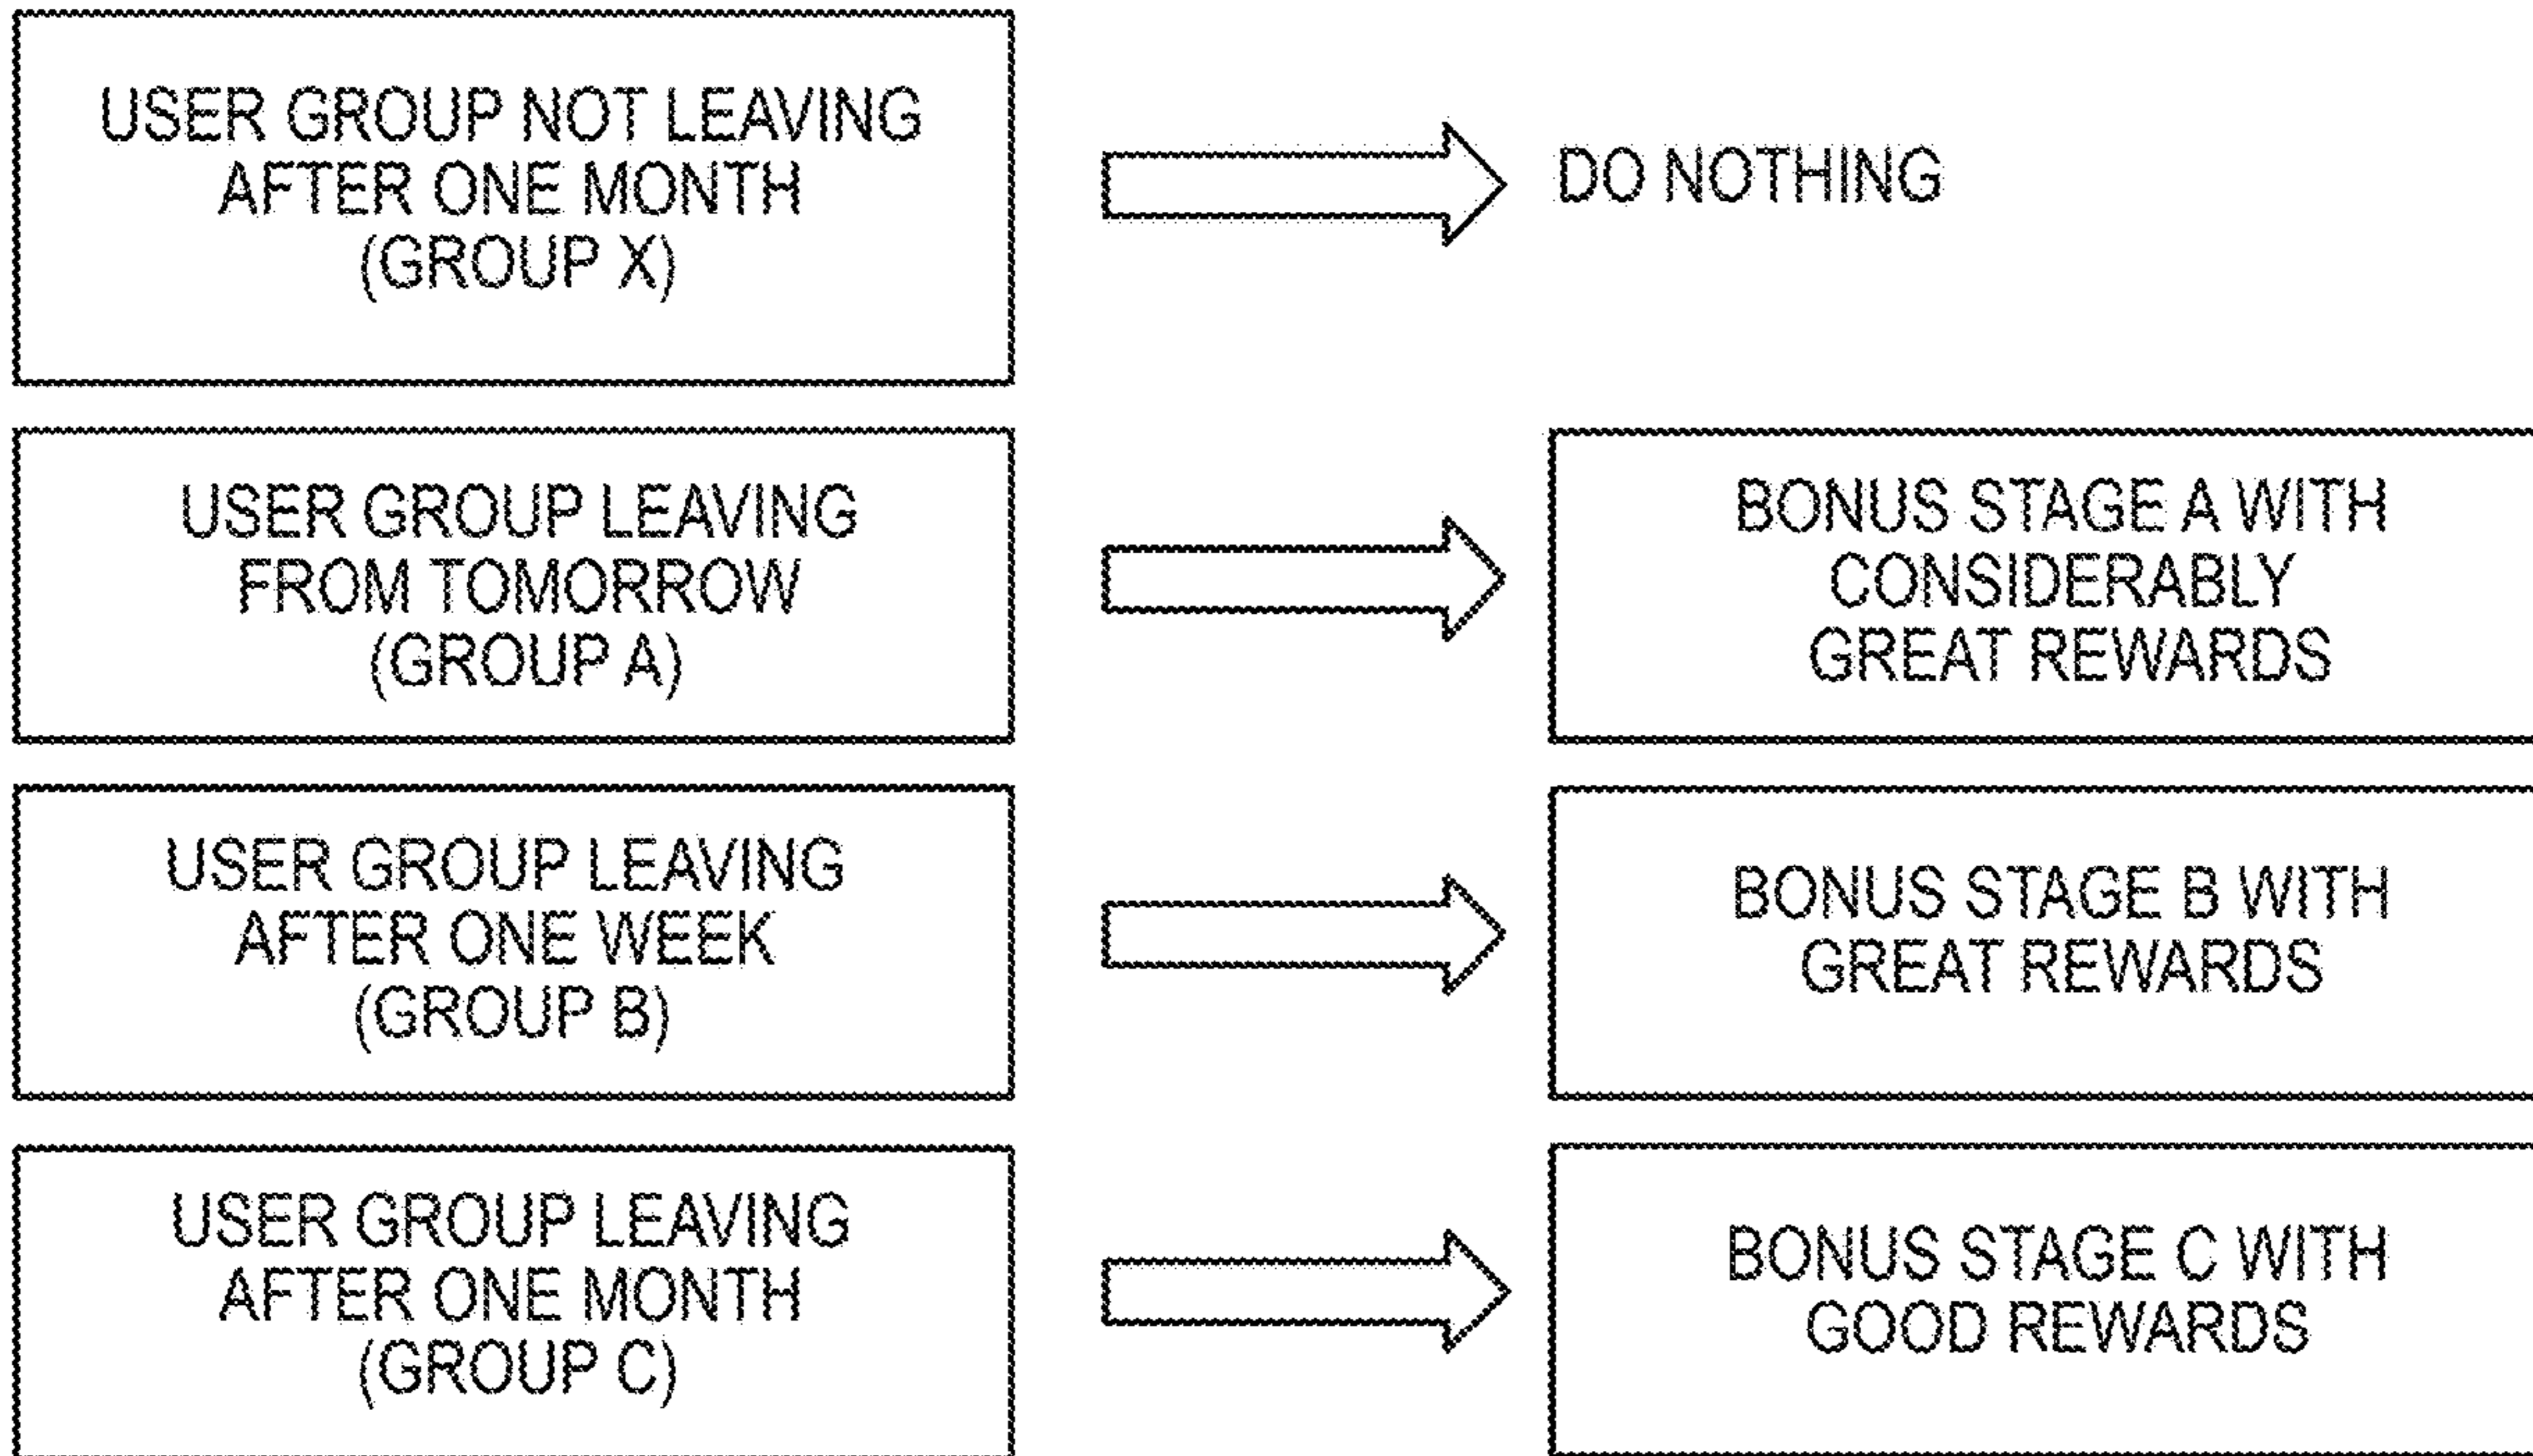 USER GROUP NOT LEAVING
AFTER ONE MONTH
(GROUP X)
DO NOTHING
USER GROUP LEAVING
FROM TOMORROW
(GROUP A)
BONUS STAGE A WITH
CONSIDERABLY
GREAT REWARDS
USER GROUP LEAVING
AFTER ONE WEEK
(GROUP B)
BONUS STAGE B WITH
GREAT REWARDS
USER GROUP LEAVING
AFTER ONE MONTH
(GROUP C)
BONUS STAGE C WITH
GOOD REWARDS